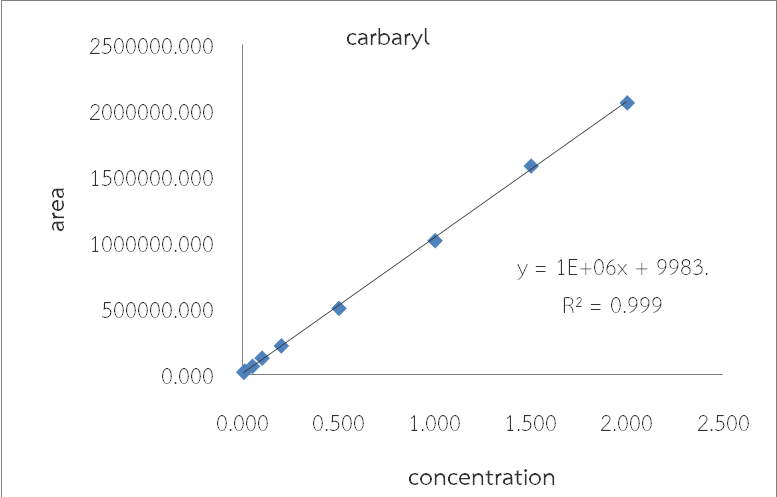 carbaryl
2500000.000
2000000.000
1500000.000
1000000.000
500000.000
0.000
area
y = 1E+06x + 9983.
R² = 0.999
0.000 0.500 1.000 1.500 2.000 2.500
concentration